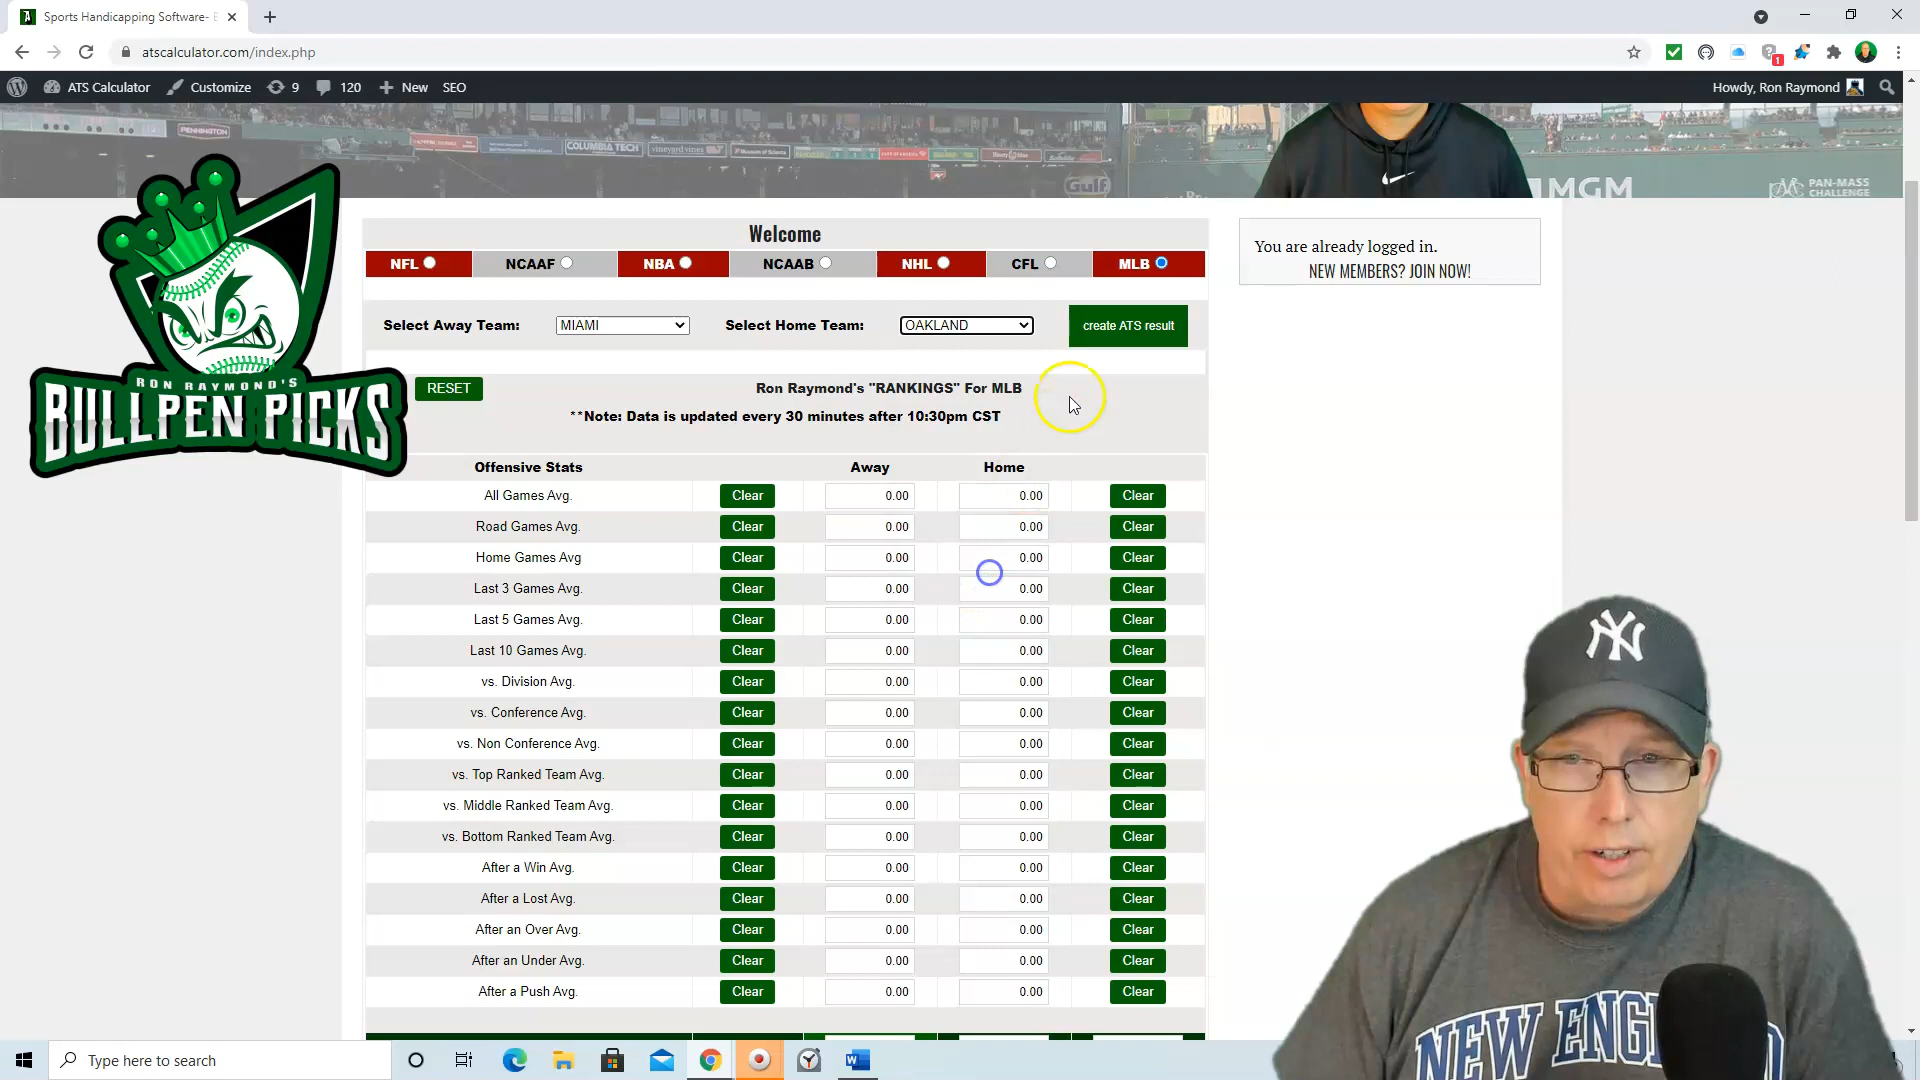 Sports Handicapping Software-
atscalculator.com/index.php
1
ATS Calculator Customize 9 120 New SEO
Howdy, Ron Raymond
PENNINGTON COLUMBIA TECH vineyard vines Museum of Science
Gulf
MGM PAN-MASS CHALLENGE
Welcome
NFL NCAAF NBA NCAAB NHL CFL MLB
You are already logged in.
NEW MEMBERS? JOIN NOW!
Select Away Team: MIAMI Select Home Team: OAKLAND create ATS result
RON RAYMOND'S
BULLPEN PICKS
RESET Ron Raymond's "RANKINGS" For MLB
**Note: Data is updated every 30 minutes after 10:30pm CST
Offensive Stats Away Home
All Games Avg. Clear 0.00 0.00 Clear
Road Games Avg. Clear 0.00 0.00 Clear
Home Games Avg Clear 0.00 0.00 Clear
Last 3 Games Avg. Clear 0.00 0.00 Clear
Last 5 Games Avg. Clear 0.00 0.00 Clear
Last 10 Games Avg. Clear 0.00 0.00 Clear
vs. Division Avg. Clear 0.00 0.00 Clear
vs. Conference Avg. Clear 0.00 0.00 Clear
vs. Non Conference Avg. Clear 0.00 0.00 Clear
vs. Top Ranked Team Avg. Clear 0.00 0.00 Clear
vs. Middle Ranked Team Avg. Clear 0.00 0.00 Clear
vs. Bottom Ranked Team Avg. Clear 0.00 0.00 Clear
After a Win Avg. Clear 0.00 0.00 Clear
After a Lost Avg. Clear 0.00 0.00 Clear
After an Over Avg. Clear 0.00 0.00 Clear
After an Under Avg. Clear 0.00 0.00 Clear
After a Push Avg. Clear 0.00 0.00 Clear
NY
NEW ENG
Type here to search